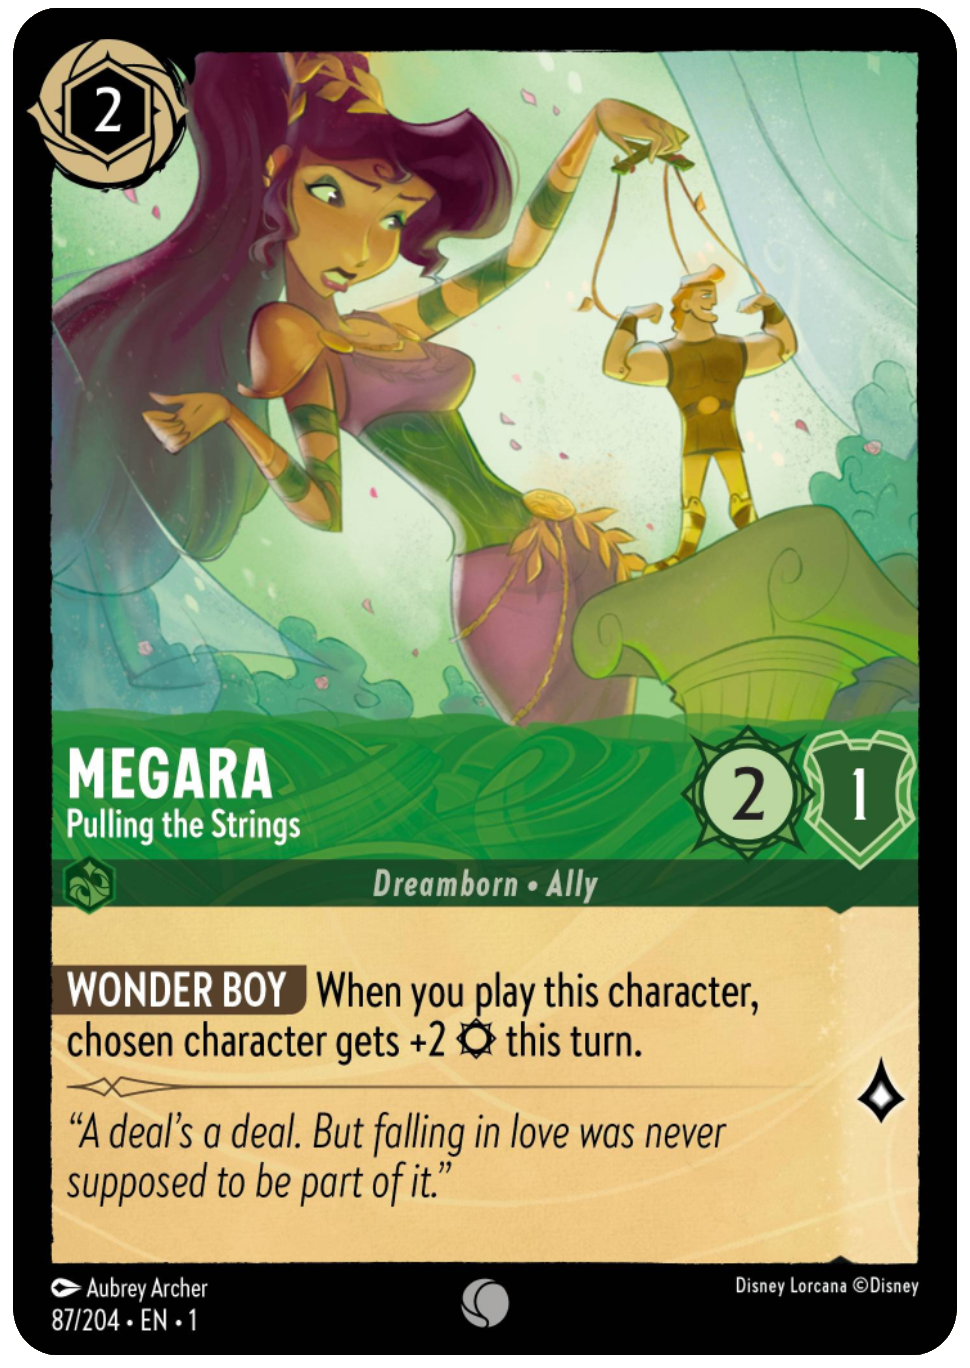 2
MEGARA
Pulling the Strings
2
1
Dreamborn • Ally
WONDER BOY When you play this character,
chosen character gets +2 this turn.
“A deal’s a deal. But falling in love was never
supposed to be part of it.”
Aubrey Archer
87/204 • EN • 1
Disney Lorcana ©Disney